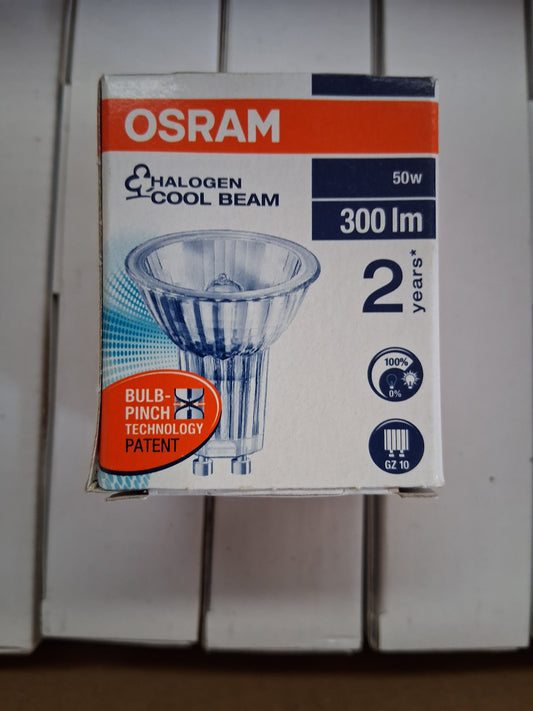 OSRAM
HALOGEN
COOL BEAM
50w
300 lm
2
years*
100%
0%
BULB-
PINCH
TECHNOLOGY
PATENT
GZ 10